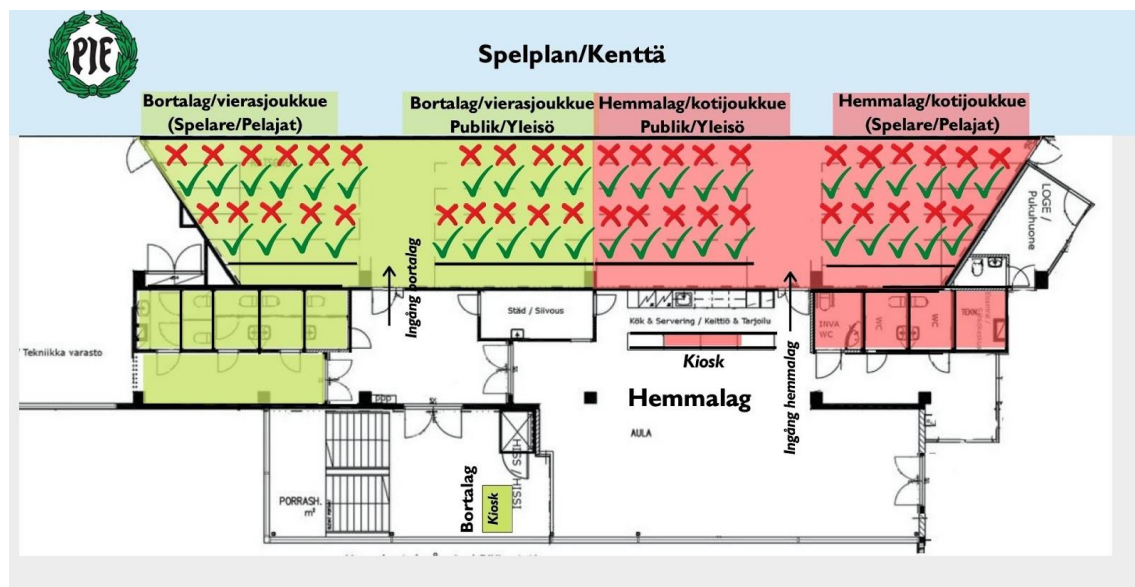 PIF
Spelplan/Kenttä
Bortalag/vierasjoukkue
(Spelare/Pelajat)
Bortalag/vierasjoukkue
Publik/Yleisö
Hemmalag/kotijoukkue
Publik/Yleisö
Hemmalag/kotijoukkue
(Spelare/Pelajat)
LOGE /
Pukuhuone
Ingång bortalag
Städ / Siivous
Kök & Servering / Keittiö & Tarjoilu
INVA
WC
WC
WC
TEKN.
/ Tekniikka varasto
Kiosk
Hemmalag
Ingång hemmalag
AULA
HISS / HISSI
Bortalag
Kiosk
PORRASH.
m²